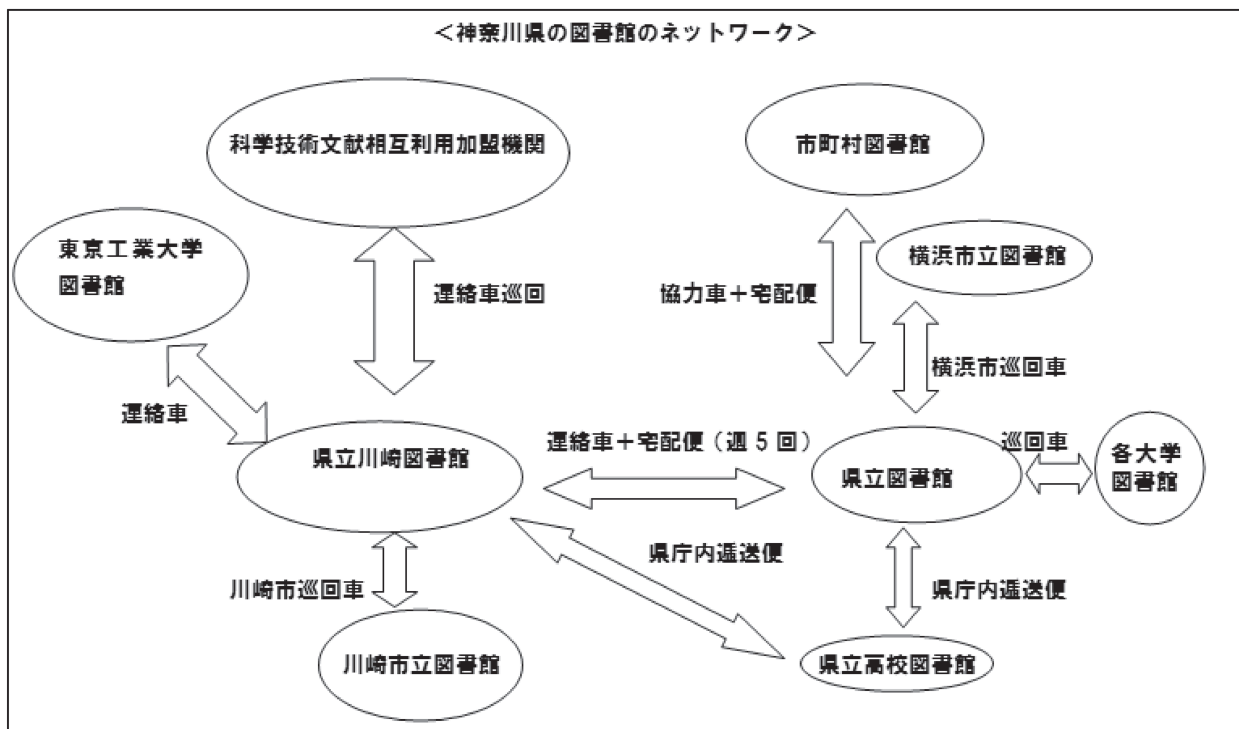 ＜神奈川県の図書館のネットワーク＞
科学技術文献相互利用加盟機関
市町村図書館
東京工業大学
図書館
横浜市立図書館
連絡車巡回
協力車＋宅配便
横浜市巡回車
連絡車
県立川崎図書館
連絡車＋宅配便（週５回）
県立図書館
巡回車
各大学
図書館
県庁内逓送便
川崎市巡回車
県庁内逓送便
川崎市立図書館
県立高校図書館